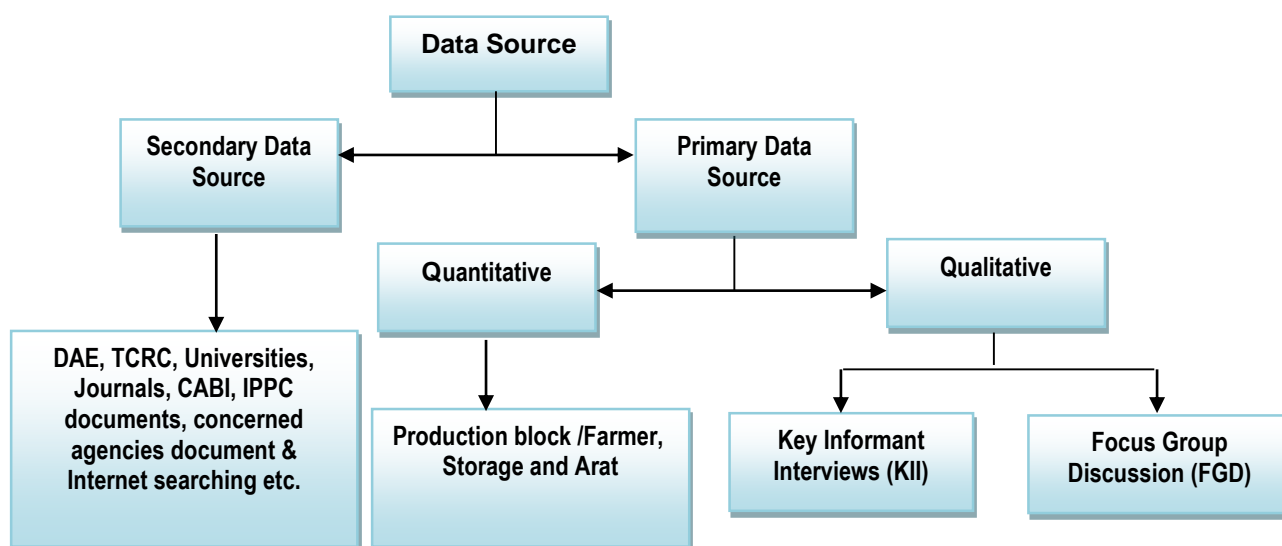 Data Source
Secondary Data
Source
Primary Data
Source
Quantitative
Qualitative
DAE, TCRC, Universities,
Journals, CABI, IPPC
documents, concerned
agencies document &
Internet searching etc.
Production block /Farmer,
Storage and Arat
Key Informant
Interviews (KII)
Focus Group
Discussion (FGD)